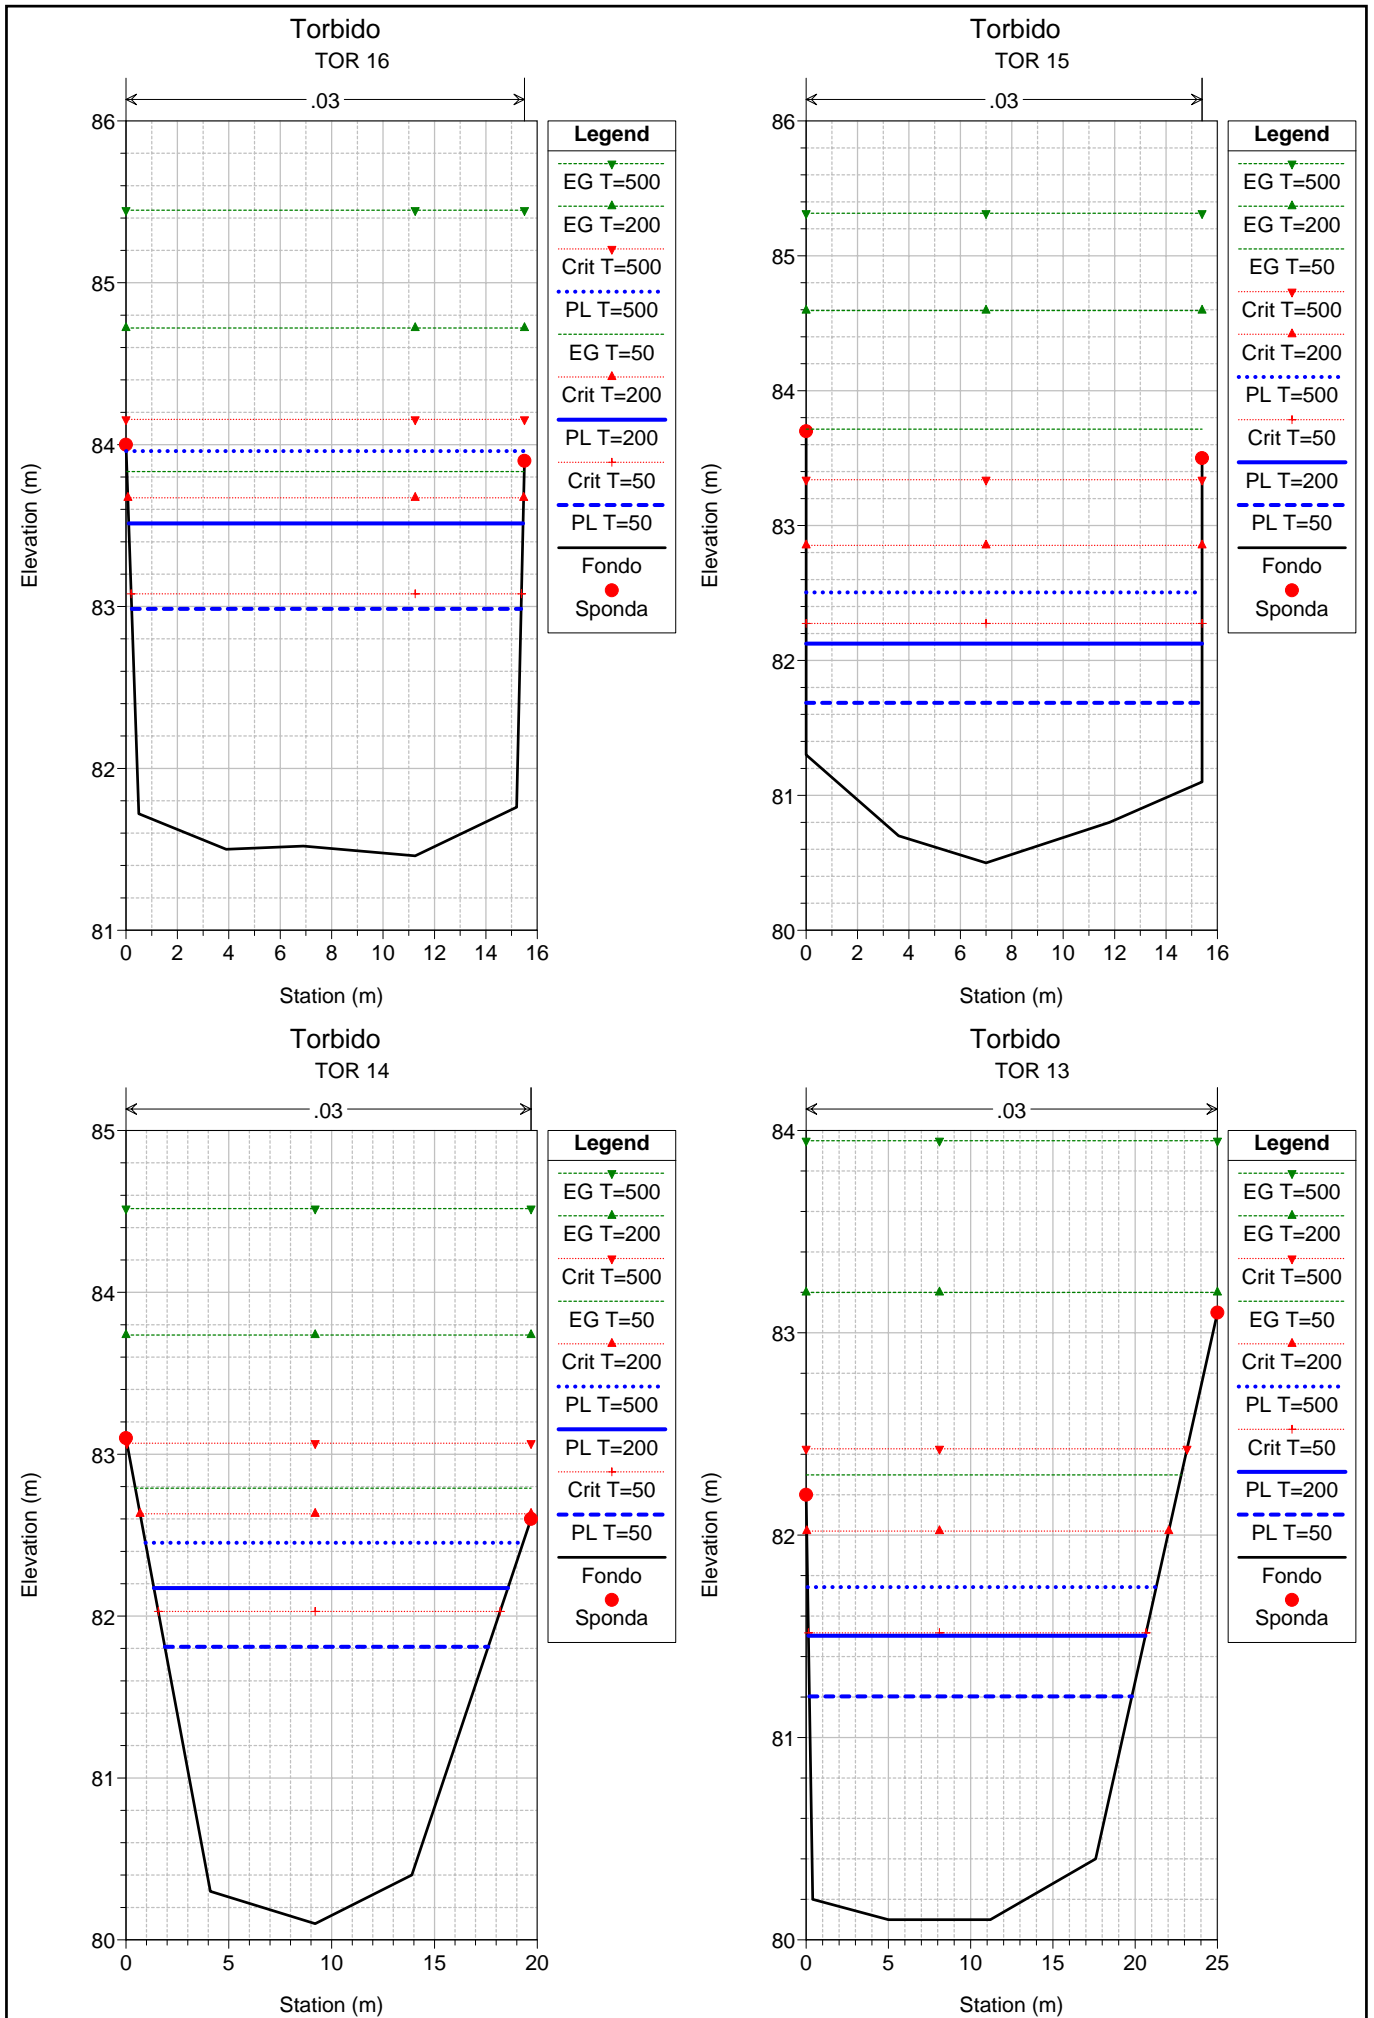 Torbido
TOR 16
.03
Elevation (m)
86
85
84
83
82
81
0 2 4 6 8 10 12 14 16
Station (m)
Legend
EG T=500
EG T=200
Crit T=500
PL T=500
EG T=50
Crit T=200
PL T=200
Crit T=50
PL T=50
Fondo
Sponda
Torbido
TOR 15
.03
Elevation (m)
86
85
84
83
82
81
80
0 2 4 6 8 10 12 14 16
Station (m)
Legend
EG T=500
EG T=200
EG T=50
Crit T=500
Crit T=200
PL T=500
Crit T=50
PL T=200
PL T=50
Fondo
Sponda
Torbido
TOR 14
.03
Elevation (m)
85
84
83
82
81
80
0 5 10 15 20
Station (m)
Legend
EG T=500
EG T=200
Crit T=500
EG T=50
Crit T=200
PL T=500
PL T=200
Crit T=50
PL T=50
Fondo
Sponda
Torbido
TOR 13
.03
Elevation (m)
84
83
82
81
80
0 5 10 15 20 25
Station (m)
Legend
EG T=500
EG T=200
Crit T=500
EG T=50
Crit T=200
PL T=500
Crit T=50
PL T=200
PL T=50
Fondo
Sponda